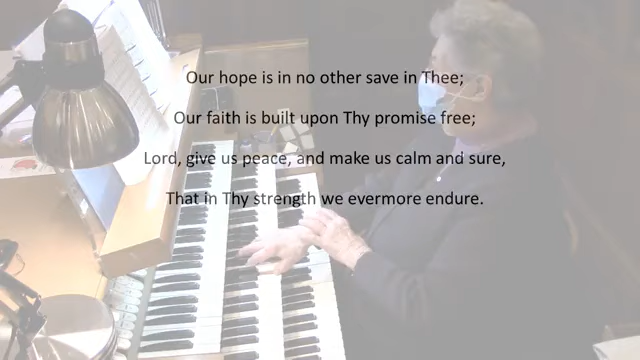 Our hope is in no other save in Thee;
Our faith is built upon Thy promise free;
Lord, give us peace, and make us calm and sure,
That in Thy strength we evermore endure.